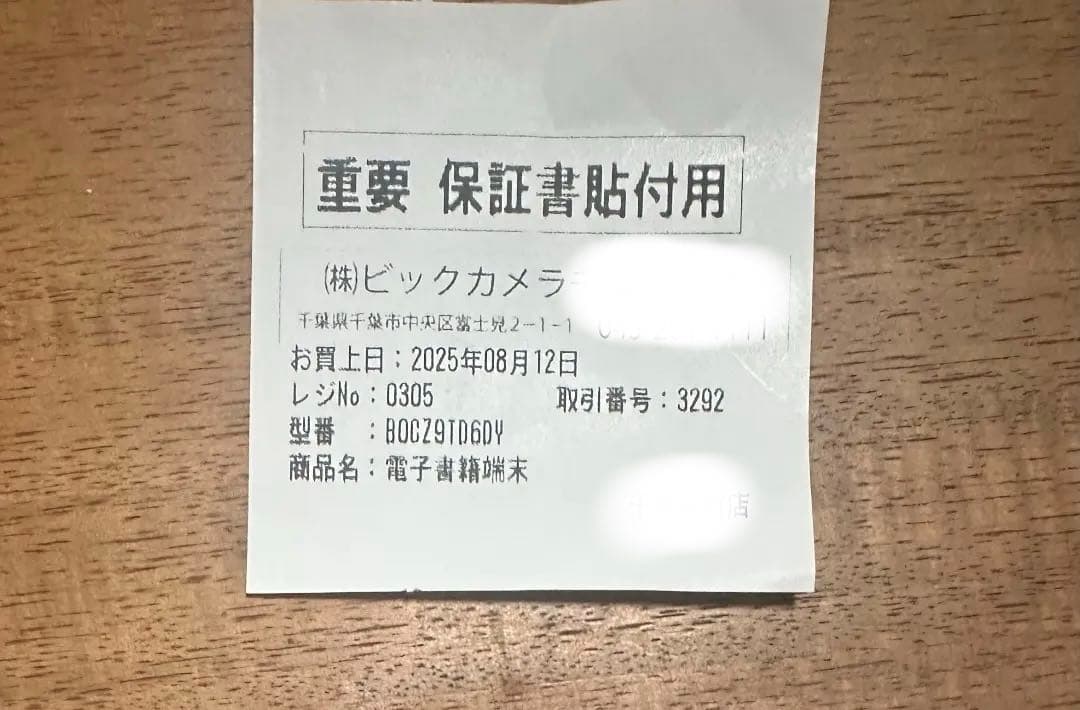 重要 保証書貼付用
(株)ビックカメラ
千葉県千葉市中央区富士見2-1-1
お買上日：2025年08月12日
レジNo：0305 取引番号：3292
型番 ：B0CZ9TD6DY
商品名：電子書籍端末
店